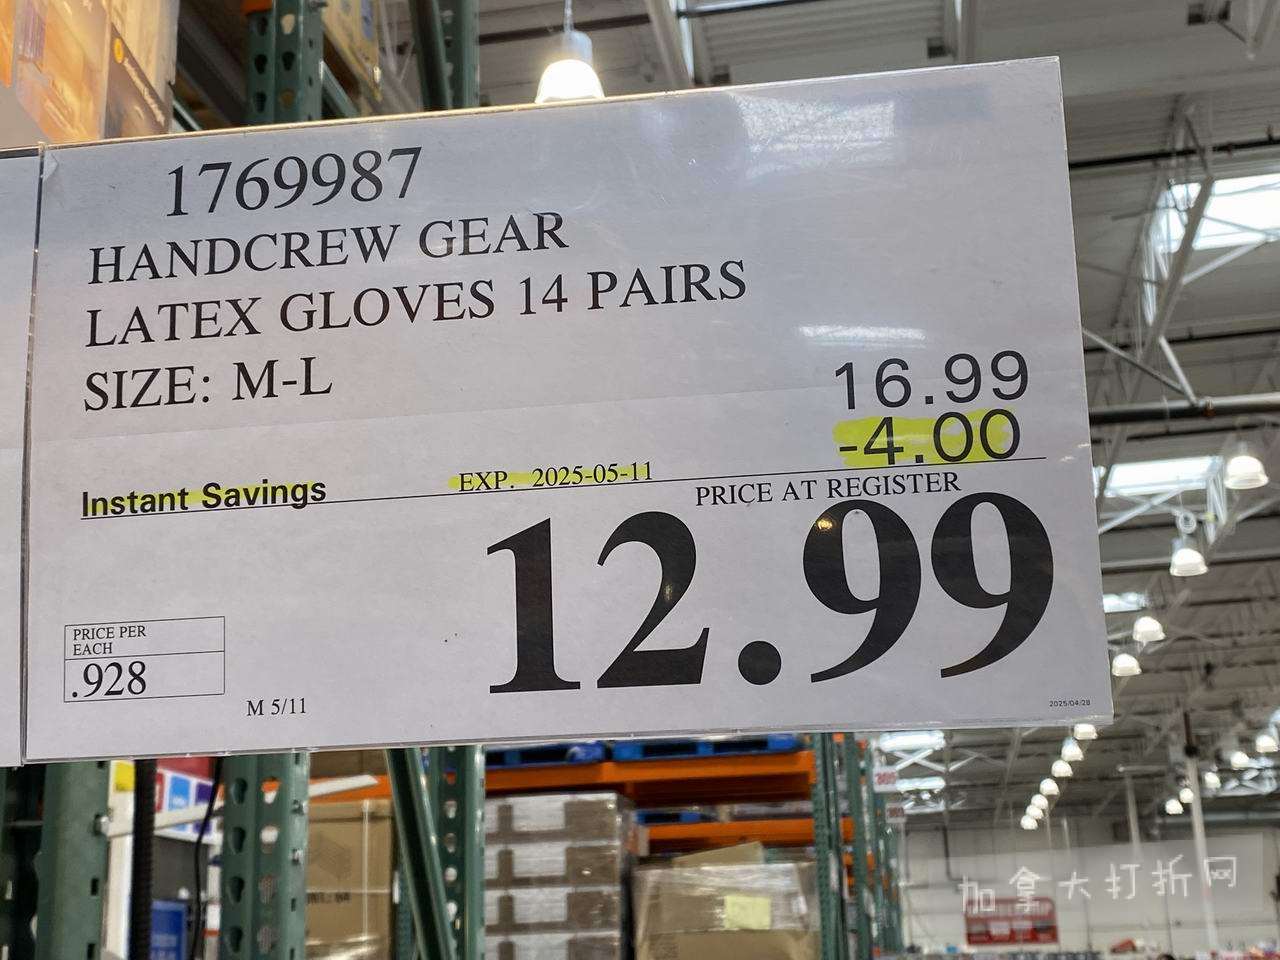 1769987
HANDCREW GEAR
LATEX GLOVES 14 PAIRS
SIZE: M-L
16.99
-4.00
Instant Savings
EXP. 2025-05-11
PRICE AT REGISTER
12.99
PRICE PER
EACH
.928
M 5/11
2025/04/28
加拿大打折网